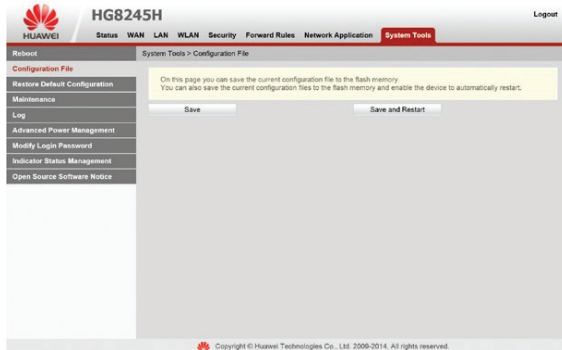 HG8245H
Logout
HUAWEI
Status WAN LAN WLAN Security Forward Rules Network Application System Tools
Reboot
System Tools > Configuration File
Configuration File
Restore Default Configuration
Maintenance
Log
Advanced Power Management
Modify Login Password
Indicator Status Management
Open Source Software Notice
On this page you can save the current configuration file to the flash memory.
You can also save the current configuration files to the flash memory and enable the device to automatically restart.
Save Save and Restart
Copyright © Huawei Technologies Co., Ltd. 2009-2014. All rights reserved.